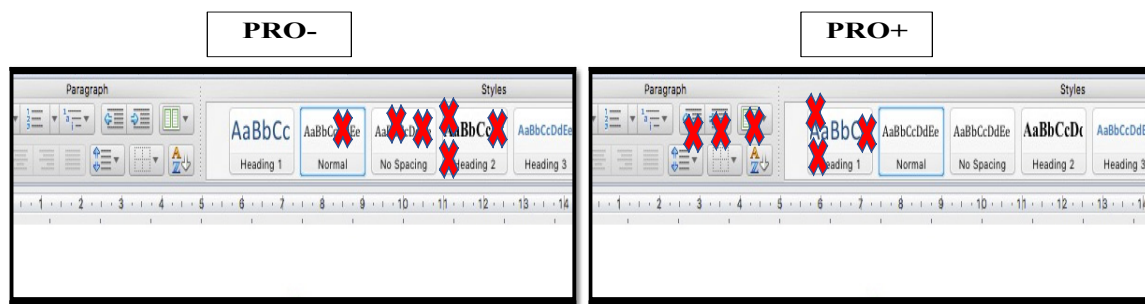 PRO-
PRO+
Paragraph
Styles
AaBbCc
AaBbCcDdEe
Heading 1
Normal
No Spacing
Heading 2
Heading 3
1 2 3 4 5 6 7 8 9 10 11 12 13 14
Paragraph
Styles
AaBbCcDdEe
AaBbCcDdEe
AaBbCcDc
eading 1
Normal
No Spacing
Heading 2
Heading 3
1 2 3 4 5 6 7 8 9 10 11 12 13